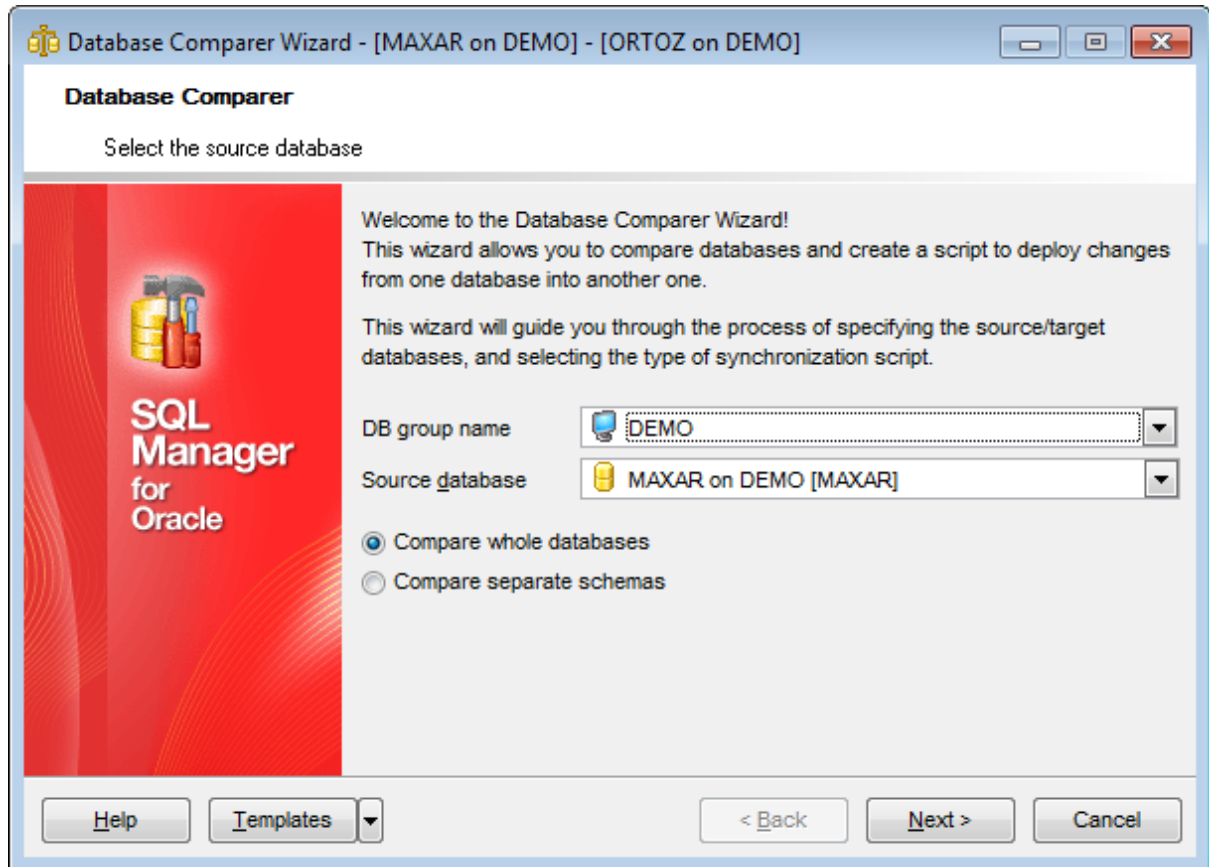 Database Comparer Wizard - [MAXAR on DEMO] - [ORTOZ on DEMO]
Database Comparer
Select the source database
Welcome to the Database Comparer Wizard!
This wizard allows you to compare databases and create a script to deploy changes
from one database into another one.
This wizard will guide you through the process of specifying the source/target
databases, and selecting the type of synchronization script.
SQL
Manager
for
Oracle
DB group name DEMO
Source database MAXAR on DEMO [MAXAR]
Compare whole databases
Compare separate schemas
Help Templates < Back Next > Cancel